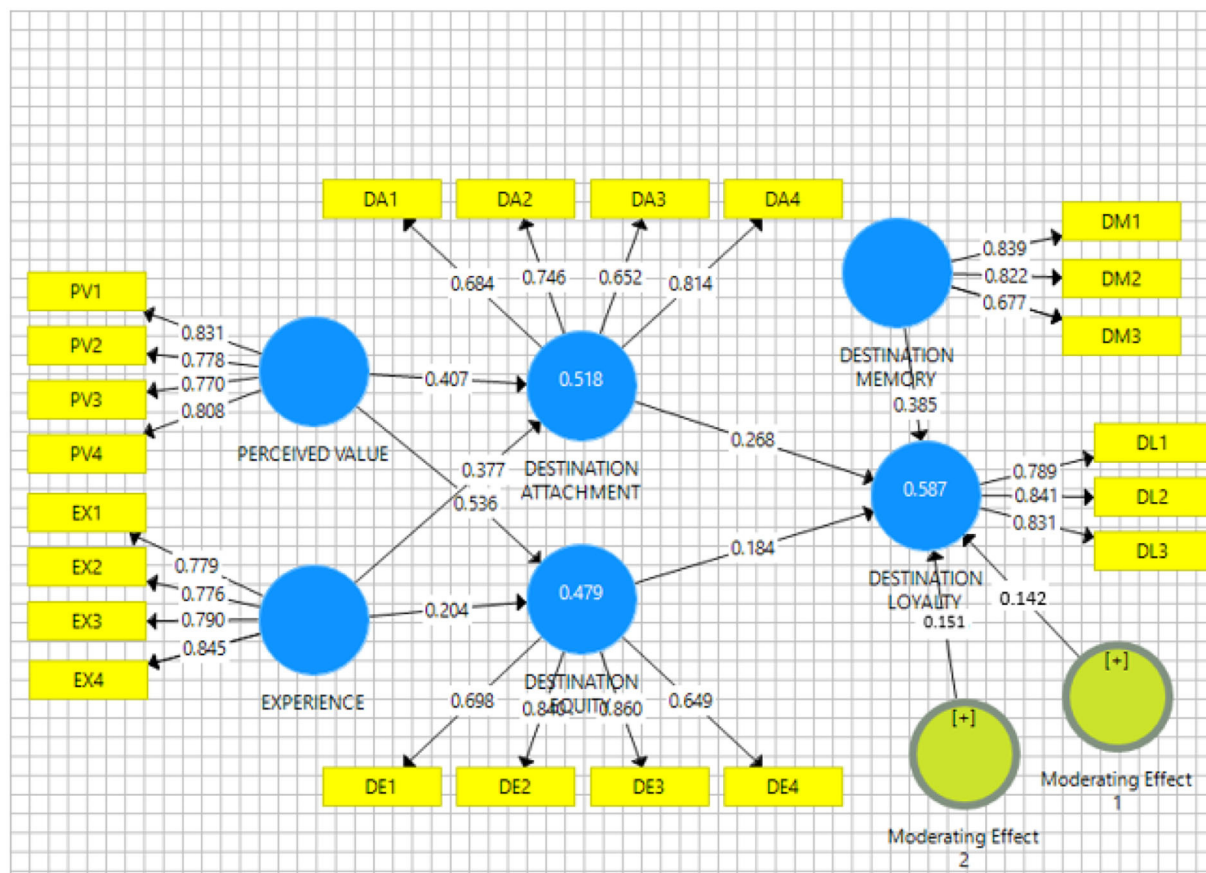 DA1
DA2
DA3
DA4
0.684
0.746
0.652
0.814
DM1
DM2
DM3
0.839
0.822
0.677
DESTINATION
MEMORY
0.385
PV1
PV2
PV3
PV4
0.831
0.778
0.770
0.808
PERCEIVED VALUE
0.407
0.518
DESTINATION
ATTACHMENT
0.377
0.536
0.268
0.587
DESTINATION
LOYALTY
0.789
0.841
0.831
DL1
DL2
DL3
EX1
EX2
EX3
EX4
0.779
0.776
0.790
0.845
EXPERIENCE
0.204
0.479
DESTINATION
EQUITY
0.184
0.698
0.840
0.860
0.649
DE1
DE2
DE3
DE4
0.151
0.142
[+]
Moderating Effect
1
[+]
Moderating Effect
2